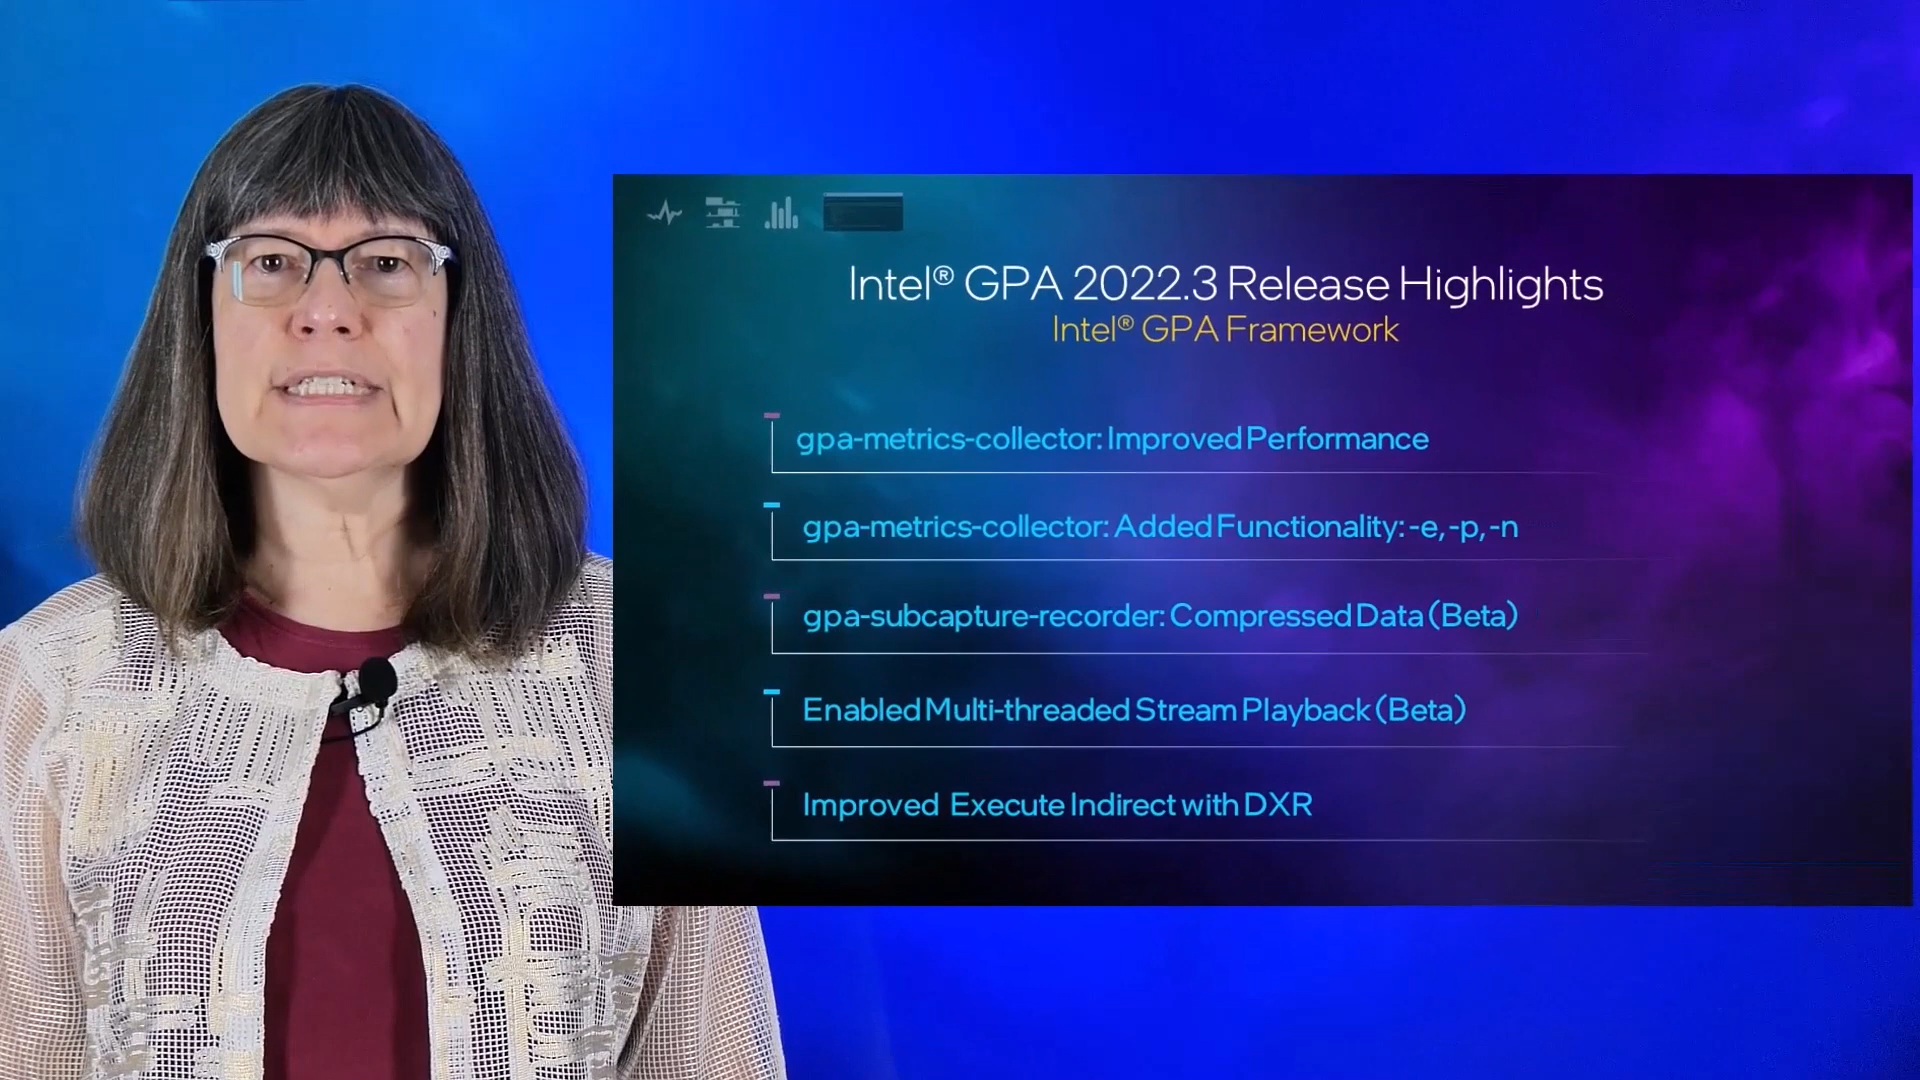 Intel® GPA 2022.3 Release Highlights
Intel® GPA Framework
gpa-metrics-collector: Improved Performance
gpa-metrics-collector: Added Functionality: -e, -p, -n
gpa-subcapture-recorder: Compressed Data (Beta)
Enabled Multi-threaded Stream Playback (Beta)
Improved Execute Indirect with DXR